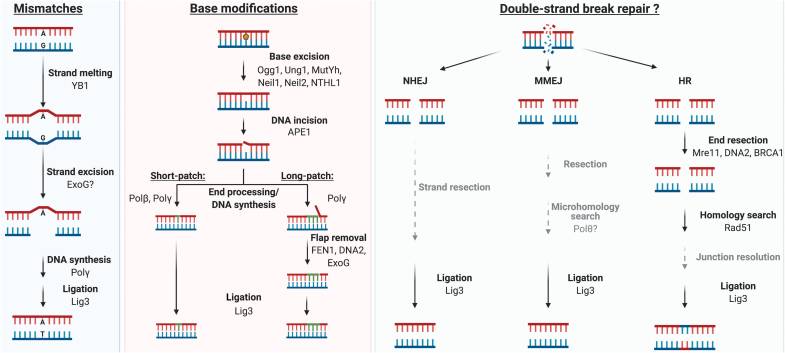 Mismatches
A
G
Strand melting
YB1
A
G
Strand excision
ExoG?
A
DNA synthesis
Polγ
Ligation
Lig3
A
T
Base modifications
Base excision
Ogg1, Ung1, MutYh,
Neil1, Neil2, NTHL1
DNA incision
APE1
Short-patch:
Long-patch:
End processing/
DNA synthesis
Polβ, Polγ
Polγ
Flap removal
FEN1, DNA2,
ExoG
Ligation
Lig3
Double-strand break repair ?
NHEJ
MMEJ
HR
End resection
Mre11, DNA2, BRCA1
Resection
Strand resection
Microhomology
search
Polθ?
Homology search
Rad51
Junction resolution
Ligation
Lig3
Ligation
Lig3
Ligation
Lig3